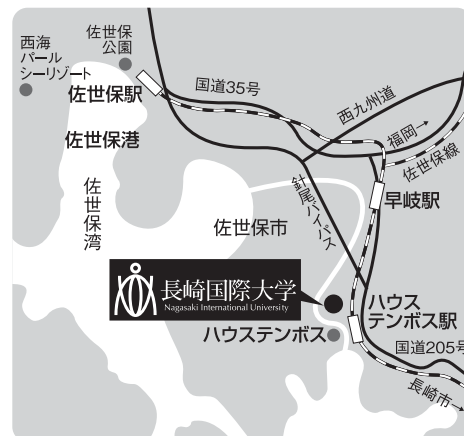 西海
パール
シーリゾート
佐世保
公園
佐世保駅
国道35号
西九州道
福岡→
佐世保線
佐世保港
佐世保湾
針尾バイパス
早岐駅
佐世保市
長崎国際大学
Nagasaki International University
ハウス
テンボス駅
ハウステンボス
国道205号
長崎市→